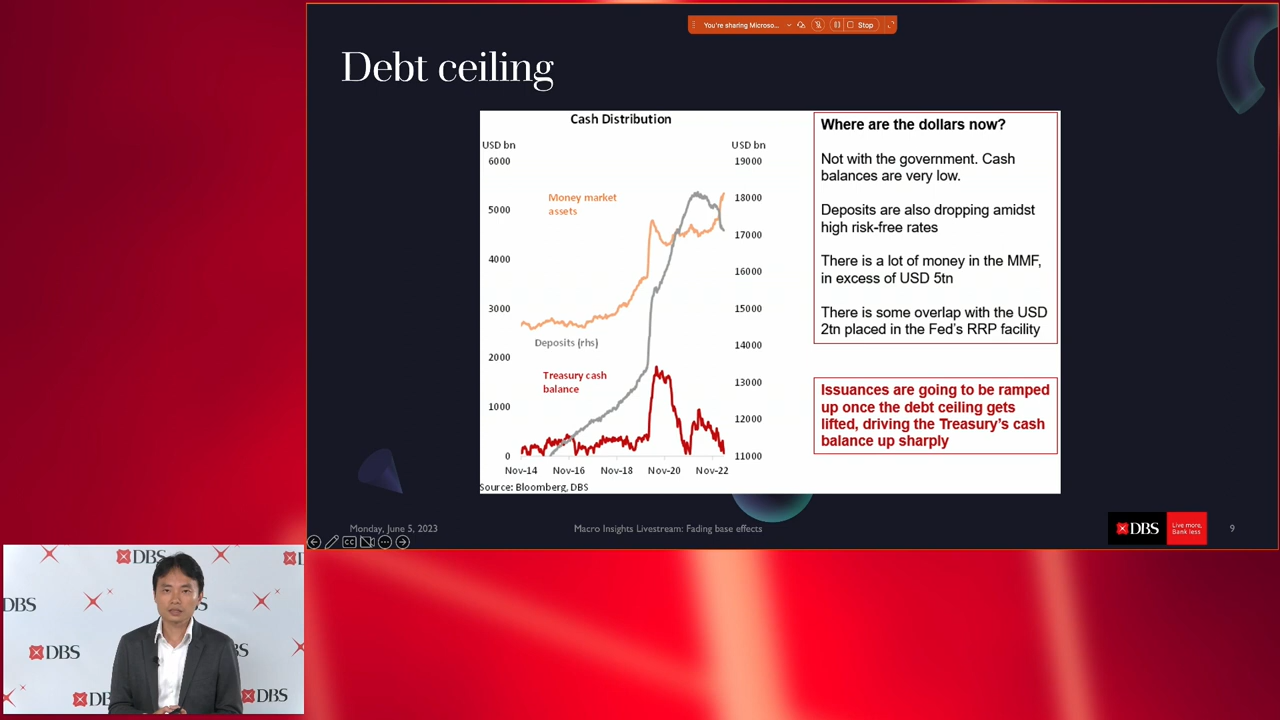 You're sharing Microso...
Stop
Debt ceiling
Cash Distribution
USD bn
USD bn
6000
5000
4000
3000
2000
1000
0
19000
18000
17000
16000
15000
14000
13000
12000
11000
Money market
assets
Deposits (rhs)
Treasury cash
balance
Nov-14 Nov-16 Nov-18 Nov-20 Nov-22
Source: Bloomberg, DBS
Where are the dollars now?
Not with the government. Cash
balances are very low.
Deposits are also dropping amidst
high risk-free rates
There is a lot of money in the MMF,
in excess of USD 5tn
There is some overlap with the USD
2tn placed in the Fed's RRP facility
Issuances are going to be ramped
up once the debt ceiling gets
lifted, driving the Treasury's cash
balance up sharply
Monday, June 5, 2023
Macro Insights Livestream: Fading base effects
DBS
Live more,
Bank less
9
CC
DBS
DBS
DBS
DBS
DBS